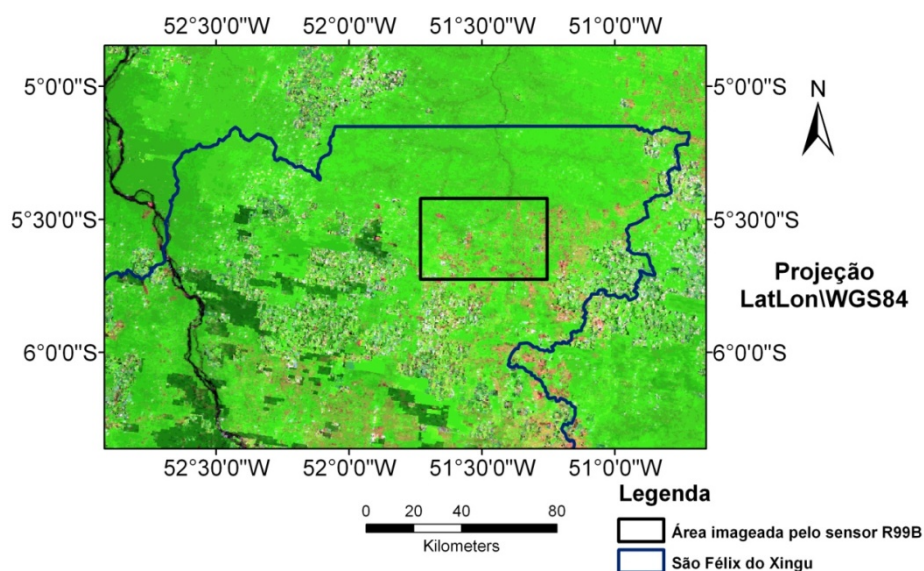 52°30'0"W 52°0'0"W 51°30'0"W 51°0'0"W
5°0'0"S 5°0'0"S
N
5°30'0"S 5°30'0"S
Projeção
LatLon\WGS84
6°0'0"S 6°0'0"S
52°30'0"W 52°0'0"W 51°30'0"W 51°0'0"W
0 20 40 80
Kilometers
Legenda
Área imageada pelo sensor R99B
São Félix do Xingu